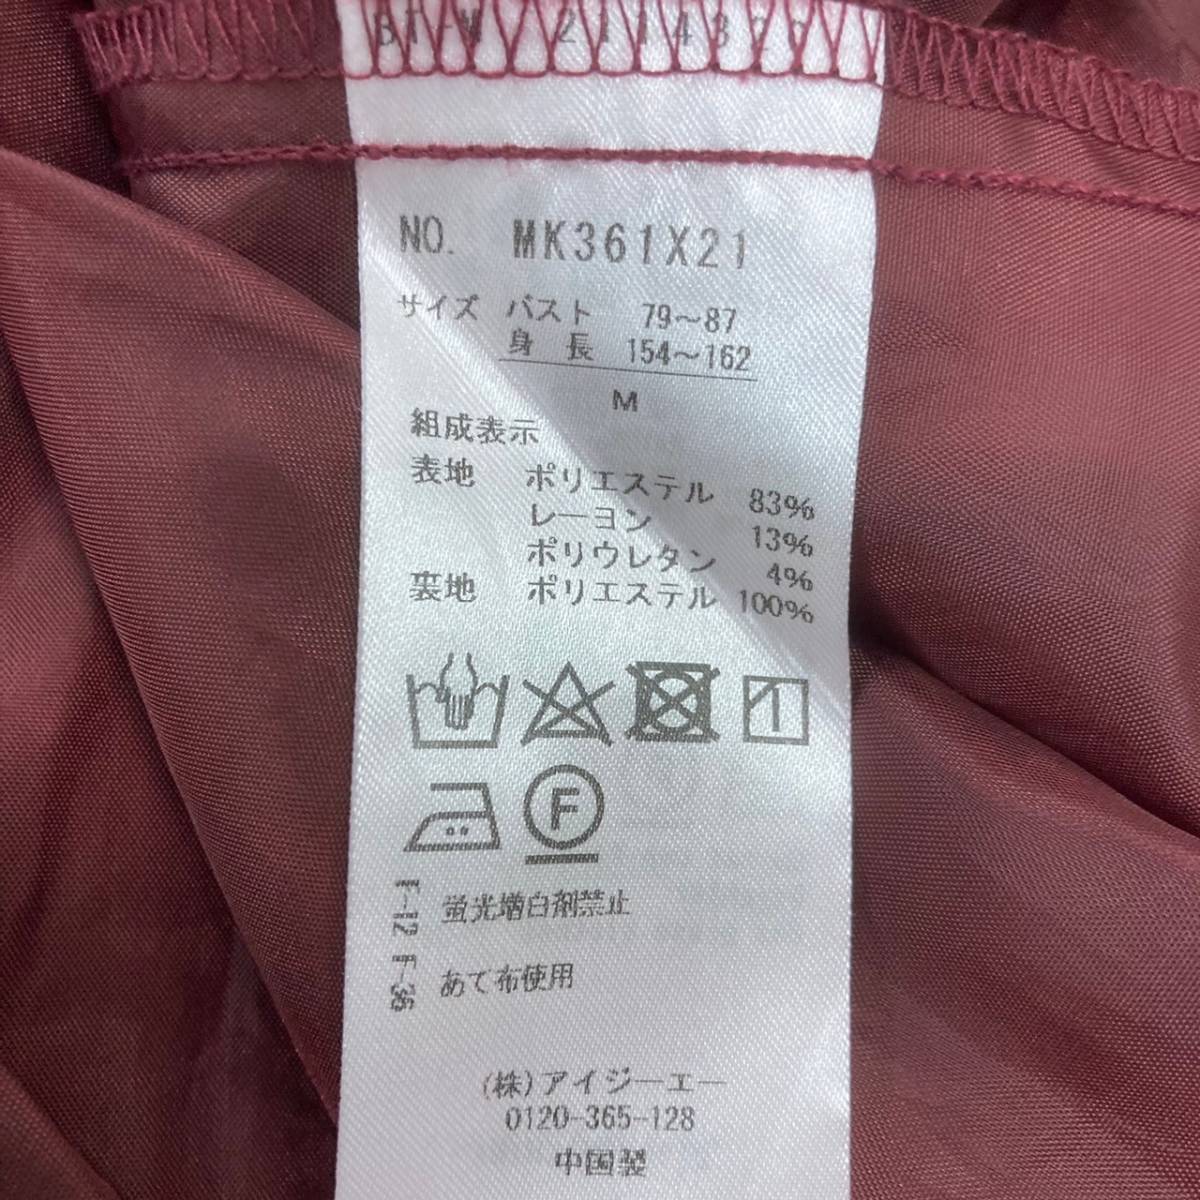 NO. MK361X21
サイズ バスト 79〜87
身 長 154〜162
M
組成表示
表地 ポリエステル 83%
レーヨン 13%
ポリウレタン 4%
裏地 ポリエステル 100%
F
F-12 F-36
蛍光増白剤禁止
あて布使用
(株)アイジーエー
0120-365-128
中国製